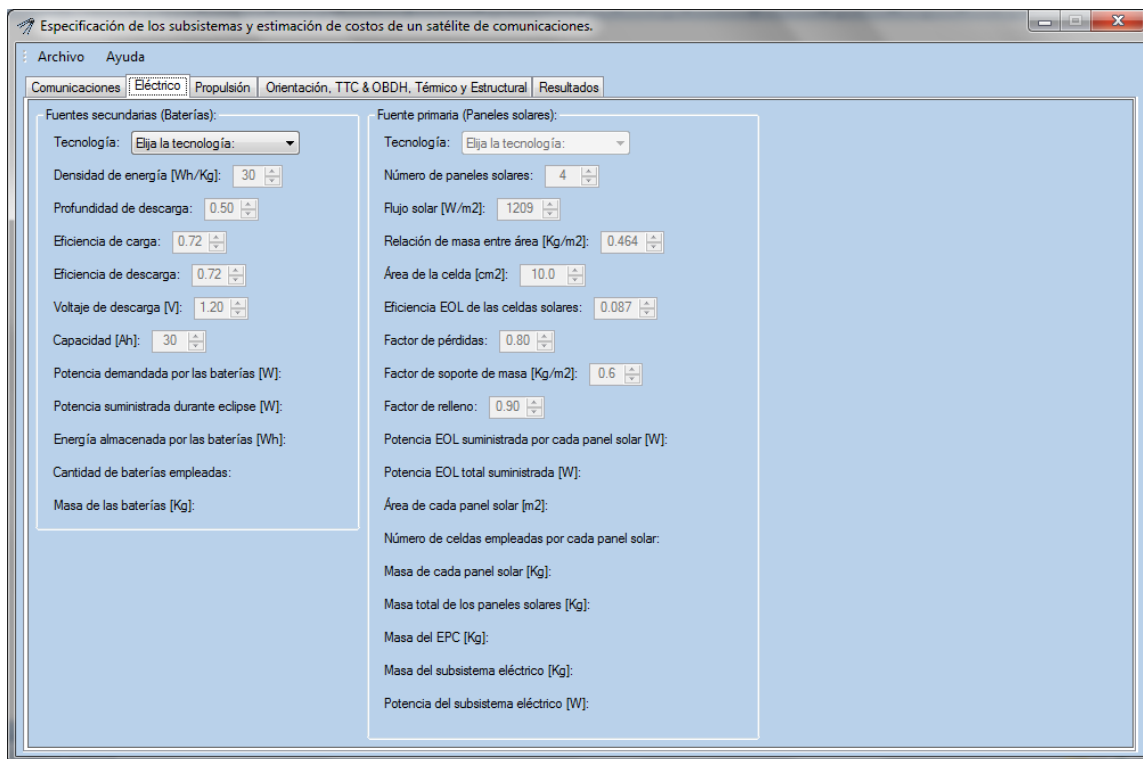 Especificación de los subsistemas y estimación de costos de un satélite de comunicaciones.
Archivo Ayuda
Comunicaciones Eléctrico Propulsión Orientación, TTC & OBDH, Térmico y Estructural Resultados
Fuentes secundarias (Baterías):
Tecnología: Elija la tecnología:
Densidad de energía [Wh/Kg]: 30
Profundidad de descarga: 0.50
Eficiencia de carga: 0.72
Eficiencia de descarga: 0.72
Voltaje de descarga [V]: 1.20
Capacidad [Ah]: 30
Potencia demandada por las baterías [W]:
Potencia suministrada durante eclipse [W]:
Energía almacenada por las baterías [Wh]:
Cantidad de baterías empleadas:
Masa de las baterías [Kg]:
Fuente primaria (Paneles solares):
Tecnología: Elija la tecnología:
Número de paneles solares: 4
Flujo solar [W/m2]: 1209
Relación de masa entre área [Kg/m2]: 0.464
Área de la celda [cm2]: 10.0
Eficiencia EOL de las celdas solares: 0.087
Factor de pérdidas: 0.80
Factor de soporte de masa [Kg/m2]: 0.6
Factor de relleno: 0.90
Potencia EOL suministrada por cada panel solar [W]:
Potencia EOL total suministrada [W]:
Área de cada panel solar [m2]:
Número de celdas empleadas por cada panel solar:
Masa de cada panel solar [Kg]:
Masa total de los paneles solares [Kg]:
Masa del EPC [Kg]:
Masa del subsistema eléctrico [Kg]:
Potencia del subsistema eléctrico [W]: